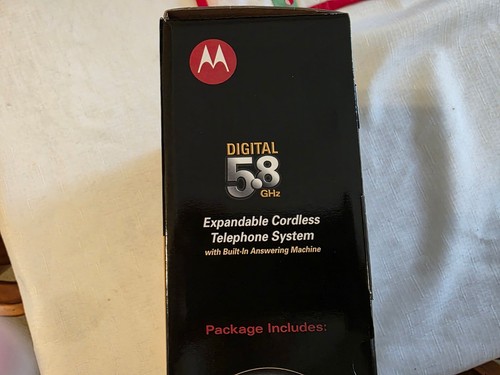 DIGITAL
5.8
GHz
Expandable Cordless
Telephone System
with Built-In Answering Machine
Package Includes: